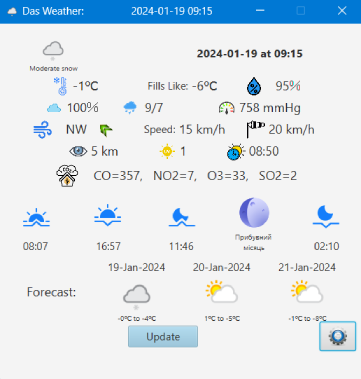 Das Weather: 2024-01-19 09:15
Moderate snow
2024-01-19 at 09:15
-1ºC Fills Like: -6ºC 95%
100% 9/7 758 mmHg
NW Speed: 15 km/h 20 km/h
5 km 1 08:50
CO=357, NO2=7, O3=33, SO2=2
08:07 16:57 11:46 Прибувний місяць 02:10
19-Jan-2024 20-Jan-2024 21-Jan-2024
Forecast:
-0ºC to -4ºC 1ºC to -5ºC -1ºC to -8ºC
Update